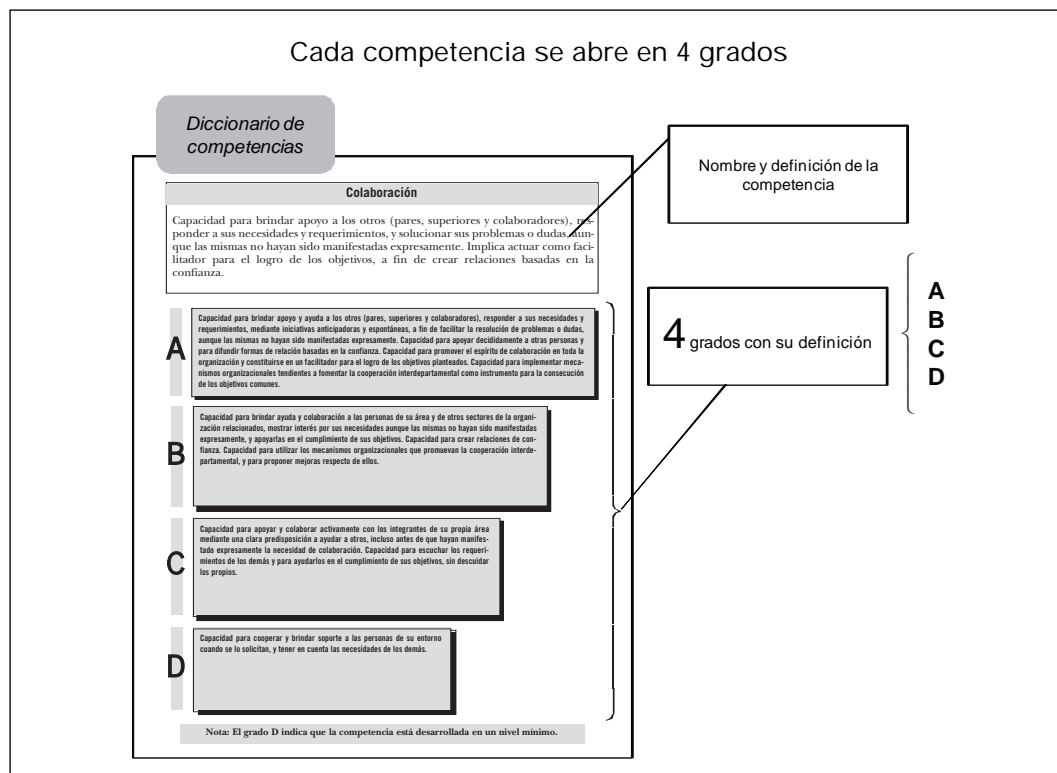 Cada competencia se abre en 4 grados
Diccionario de
competencias
Nombre y definición de la
competencia
Colaboración
Capacidad para brindar apoyo a los otros (pares, superiores y colaboradores), res-
ponder a sus necesidades y requerimientos, y solucionar sus problemas o dudas, aun-
que las mismas no hayan sido manifestadas expresamente. Implica actuar como faci-
litador para el logro de los objetivos, a fin de crear relaciones basadas en la
confianza.
A
Capacidad para brindar apoyo y ayuda a los otros (pares, superiores y colaboradores), responder a sus necesidades y
requerimientos, mediante iniciativas anticipadoras y espontáneas, a fin de facilitar la resolución de problemas o dudas,
aunque las mismas no hayan sido manifestadas expresamente. Capacidad para apoyar decididamente a otras personas y
para difundir formas de relación basadas en la confianza. Capacidad para promover el espíritu de colaboración en toda la
organización y constituirse en un facilitador para el logro de los objetivos planteados. Capacidad para implementar meca-
nismos organizacionales tendientes a fomentar la cooperación interdepartamental como instrumento para la consecución
de los objetivos comunes.
B
Capacidad para brindar ayuda y colaboración a las personas de su área y de otros sectores de la organi-
zación relacionados, mostrar interés por sus necesidades aunque las mismas no hayan sido manifestadas
expresamente, y apoyarlas en el cumplimiento de sus objetivos. Capacidad para crear relaciones de con-
fianza. Capacidad para utilizar los mecanismos organizacionales que promuevan la cooperación interde-
partamental, y para proponer mejoras respecto de ellos.
C
Capacidad para apoyar y colaborar activamente con los integrantes de su propia área
mediante una clara predisposición a ayudar a otros, incluso antes de que hayan manifes-
tado expresamente la necesidad de colaboración. Capacidad para escuchar los requeri-
mientos de los demás y para ayudarlos en el cumplimiento de sus objetivos, sin descuidar
los propios.
D
Capacidad para cooperar y brindar soporte a las personas de su entorno
cuando se lo solicitan, y tener en cuenta las necesidades de los demás.
Nota: El grado D indica que la competencia está desarrollada en un nivel mínimo.
4 grados con su definición
A
B
C
D